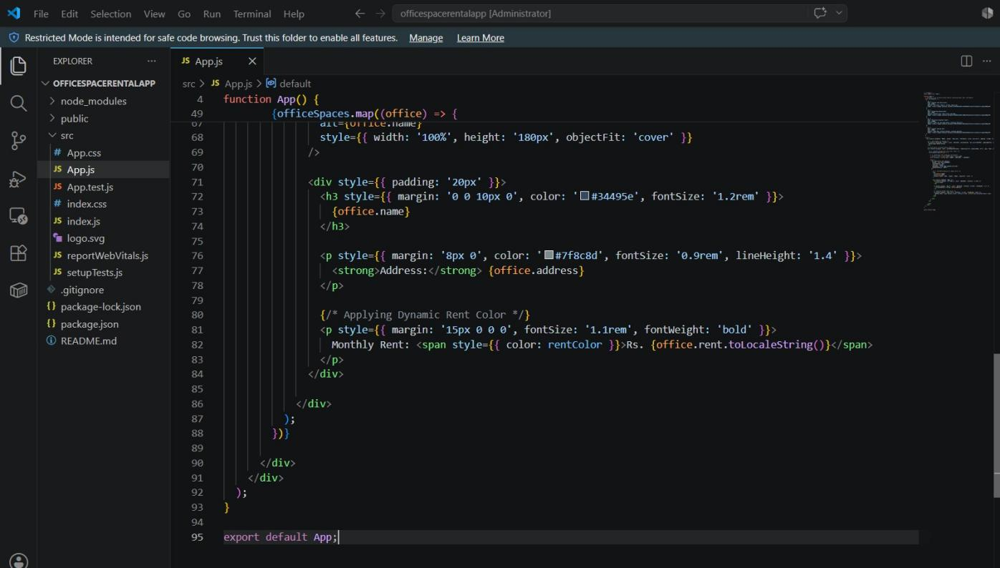 File Edit Selection View Go Run Terminal Help
officespacerentalapp [Administrator]
Restricted Mode is intended for safe code browsing. Trust this folder to enable all features. Manage Learn More
EXPLORER ...
OFFICESPACERENTALAPP
node_modules
public
src
# App.css
JS App.js
JS App.test.js
# index.css
JS index.js
logo.svg
JS reportWebVitals.js
JS setupTests.js
.gitignore
{} package-lock.json
{} package.json
README.md
JS App.js
src > JS App.js > default
4 function App() {
49 {officeSpaces.map((office) => {
67 alt={office.name}
68 style={{ width: '100%', height: '180px', objectFit: 'cover' }}
69 />
70
71 <div style={{ padding: '20px' }}>
72 <h3 style={{ margin: '0 0 10px 0', color: '#34495e', fontSize: '1.2rem' }}>
73 {office.name}
74 </h3>
75
76 <p style={{ margin: '8px 0', color: '#7f8c8d', fontSize: '0.9rem', lineHeight: '1.4' }}>
77 <strong>Address:</strong> {office.address}
78 </p>
79
80 {/* Applying Dynamic Rent Color */}
81 <p style={{ margin: '15px 0 0 0', fontSize: '1.1rem', fontWeight: 'bold' }}>
82 Monthly Rent: <span style={{ color: rentColor }}>Rs. {office.rent.toLocaleString()}</span>
83 </p>
84 </div>
85
86 </div>
87 );
88 })}
89
90 </div>
91 </div>
92 );
93 }
94
95 export default App;